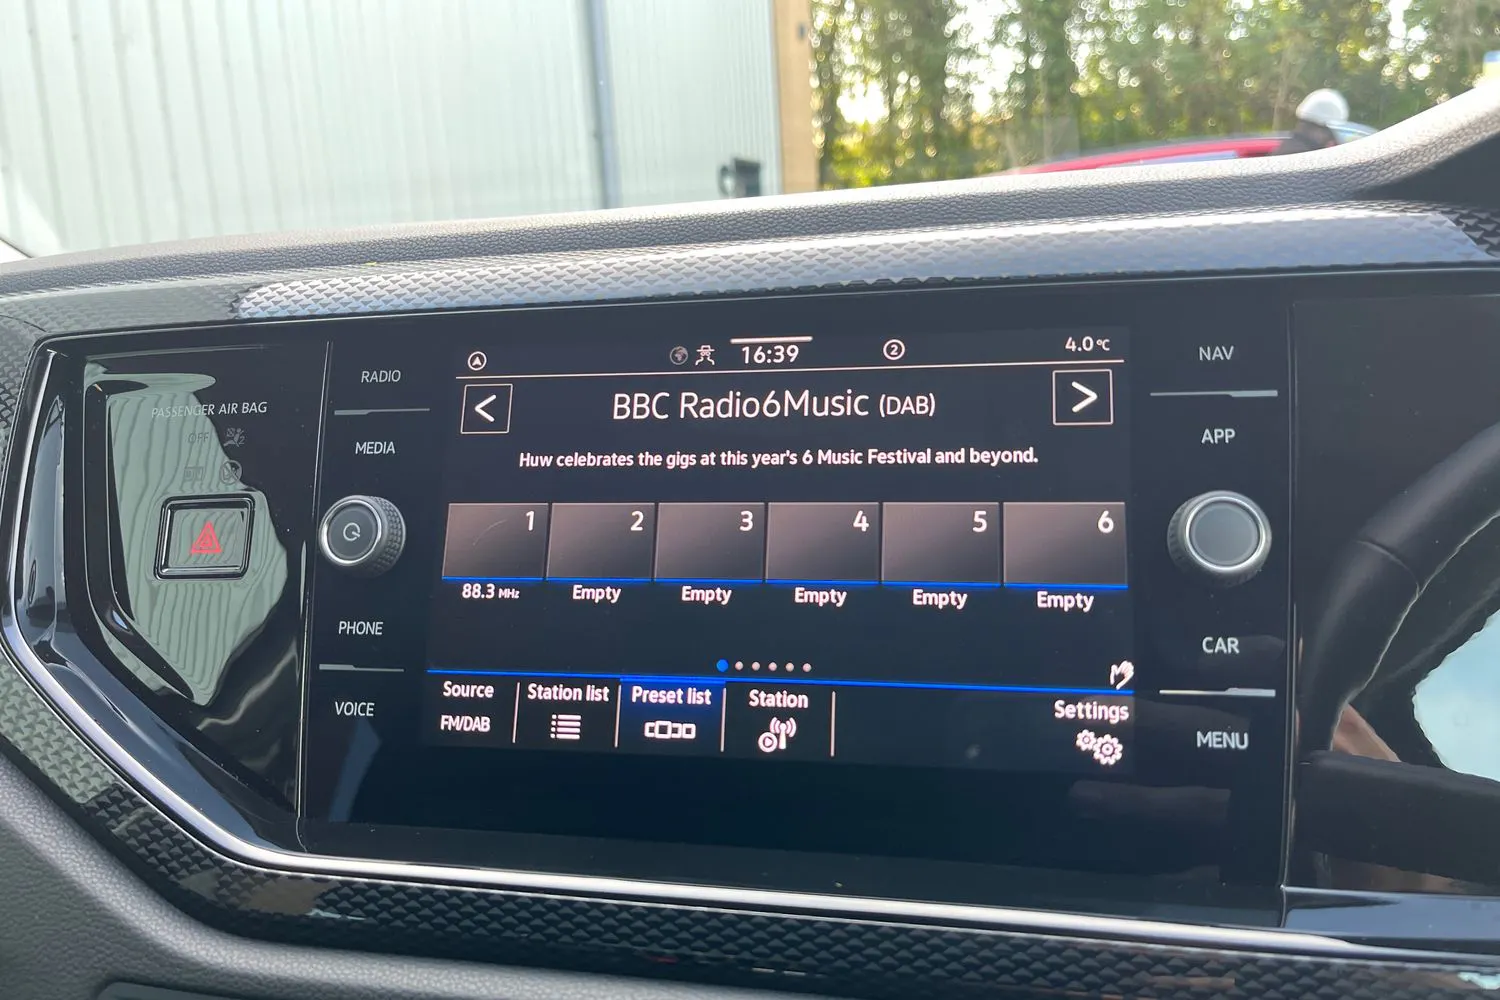 RADIO
MEDIA
PHONE
VOICE
PASSENGER AIR BAG
OFF
16:39
2
4.0°C
BBC Radio6Music (DAB)
Huw celebrates the gigs at this year's 6 Music Festival and beyond.
1 2 3 4 5 6
88.3 MHz Empty Empty Empty Empty Empty
Source
FM/DAB
Station list
Preset list
Station
Settings
NAV
APP
CAR
MENU